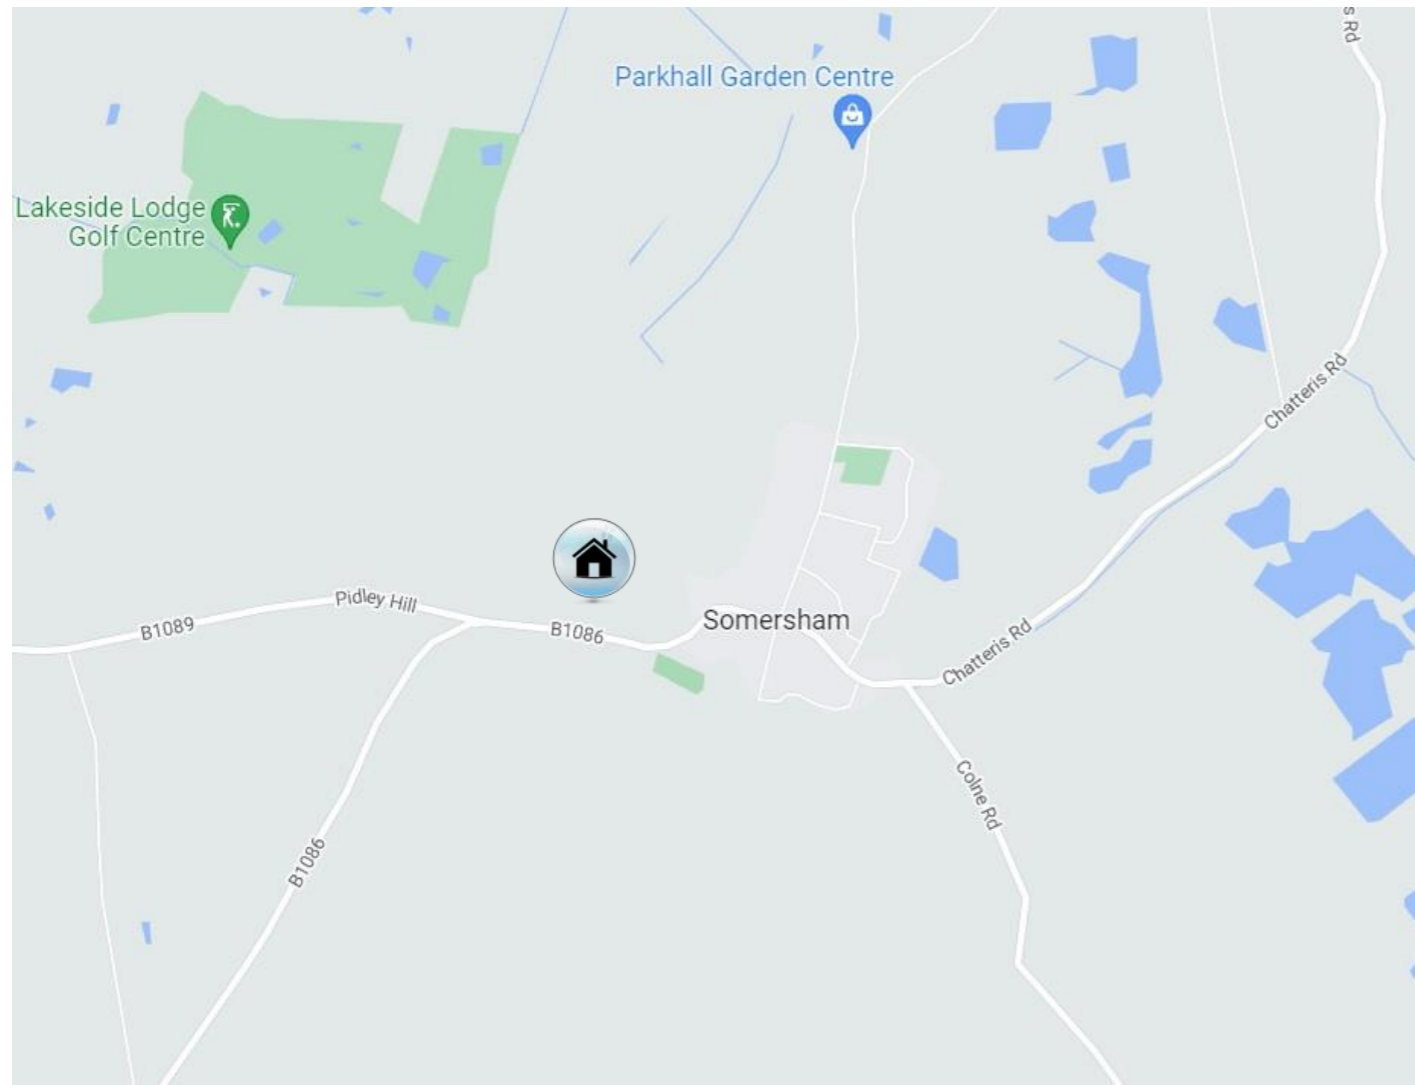 s Rd
Parkhall Garden Centre
Lakeside Lodge
Golf Centre
Chatteris Rd
Pidley Hill
B1089
B1086
Somersham
Chatteris Rd
Colne Rd
B1086